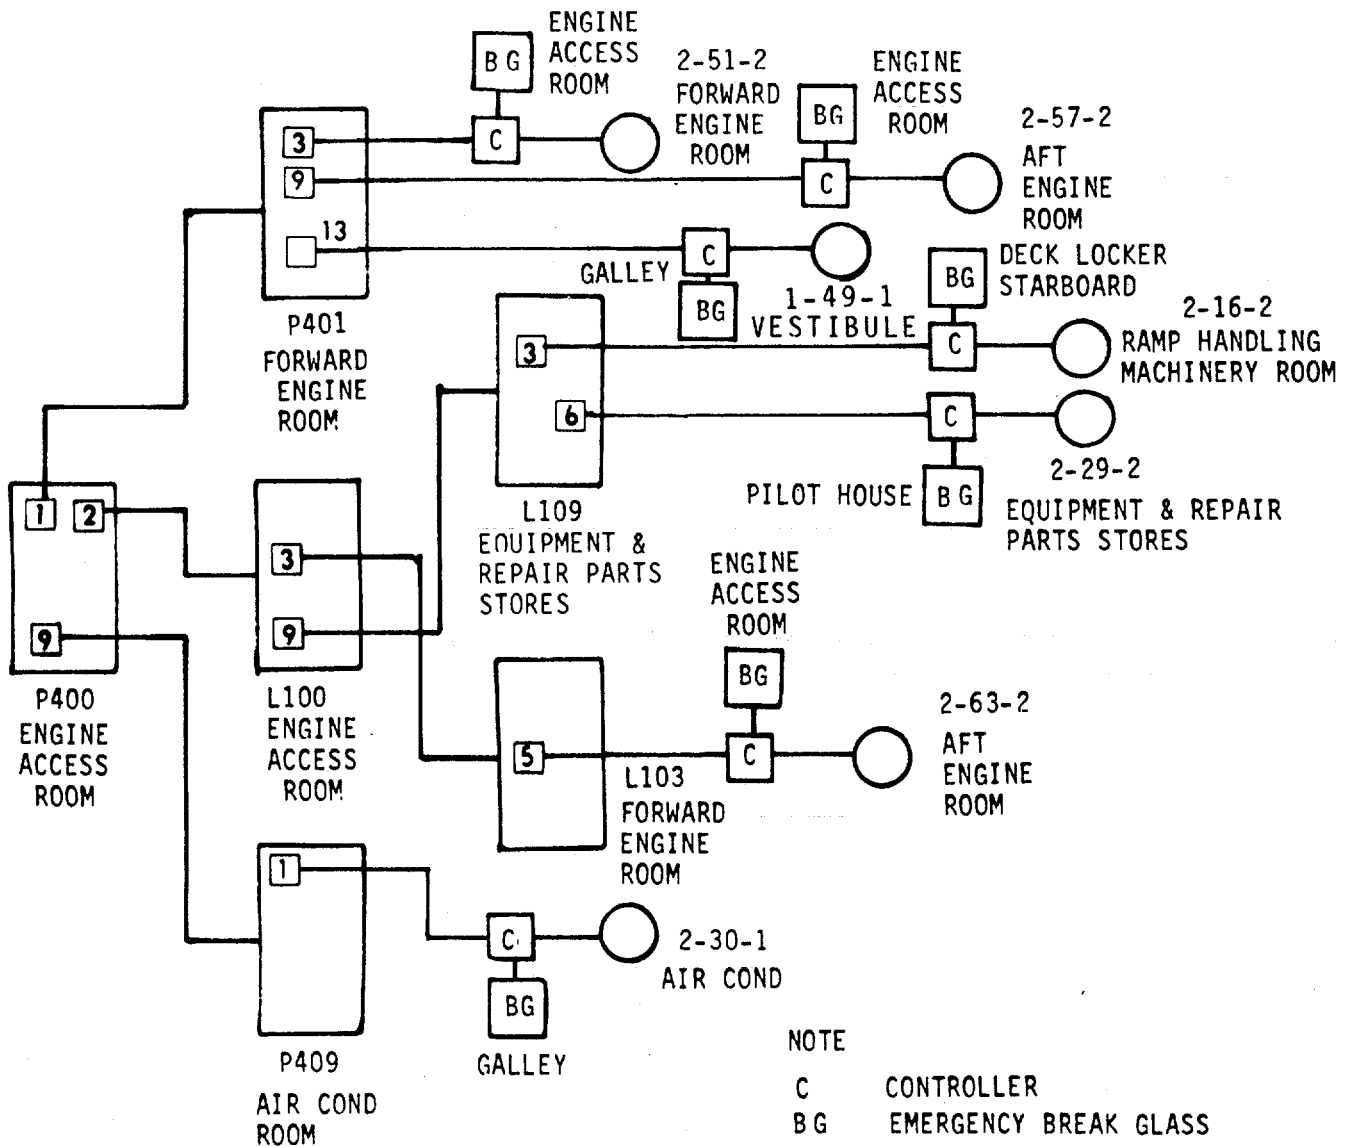 ENGINE
ACCESS
ROOM
BG
C
2-51-2
FORWARD
ENGINE
ROOM
ENGINE
ACCESS
ROOM
BG
C
2-57-2
AFT
ENGINE
ROOM
3
9
13
P401
FORWARD
ENGINE
ROOM
GALLEY
C
BG
1-49-1
VESTIBULE
DECK LOCKER
STARBOARD
BG
C
2-16-2
RAMP HANDLING
MACHINERY ROOM
3
6
L109
EQUIPMENT &
REPAIR PARTS
STORES
C
PILOT HOUSE
BG
2-29-2
EQUIPMENT & REPAIR
PARTS STORES
1
2
9
P400
ENGINE
ACCESS
ROOM
3
9
L100
ENGINE
ACCESS
ROOM
ENGINE
ACCESS
ROOM
BG
C
5
L103
FORWARD
ENGINE
ROOM
2-63-2
AFT
ENGINE
ROOM
1
P409
AIR COND
ROOM
C
BG
GALLEY
2-30-1
AIR COND
NOTE
C CONTROLLER
BG EMERGENCY BREAK GLASS